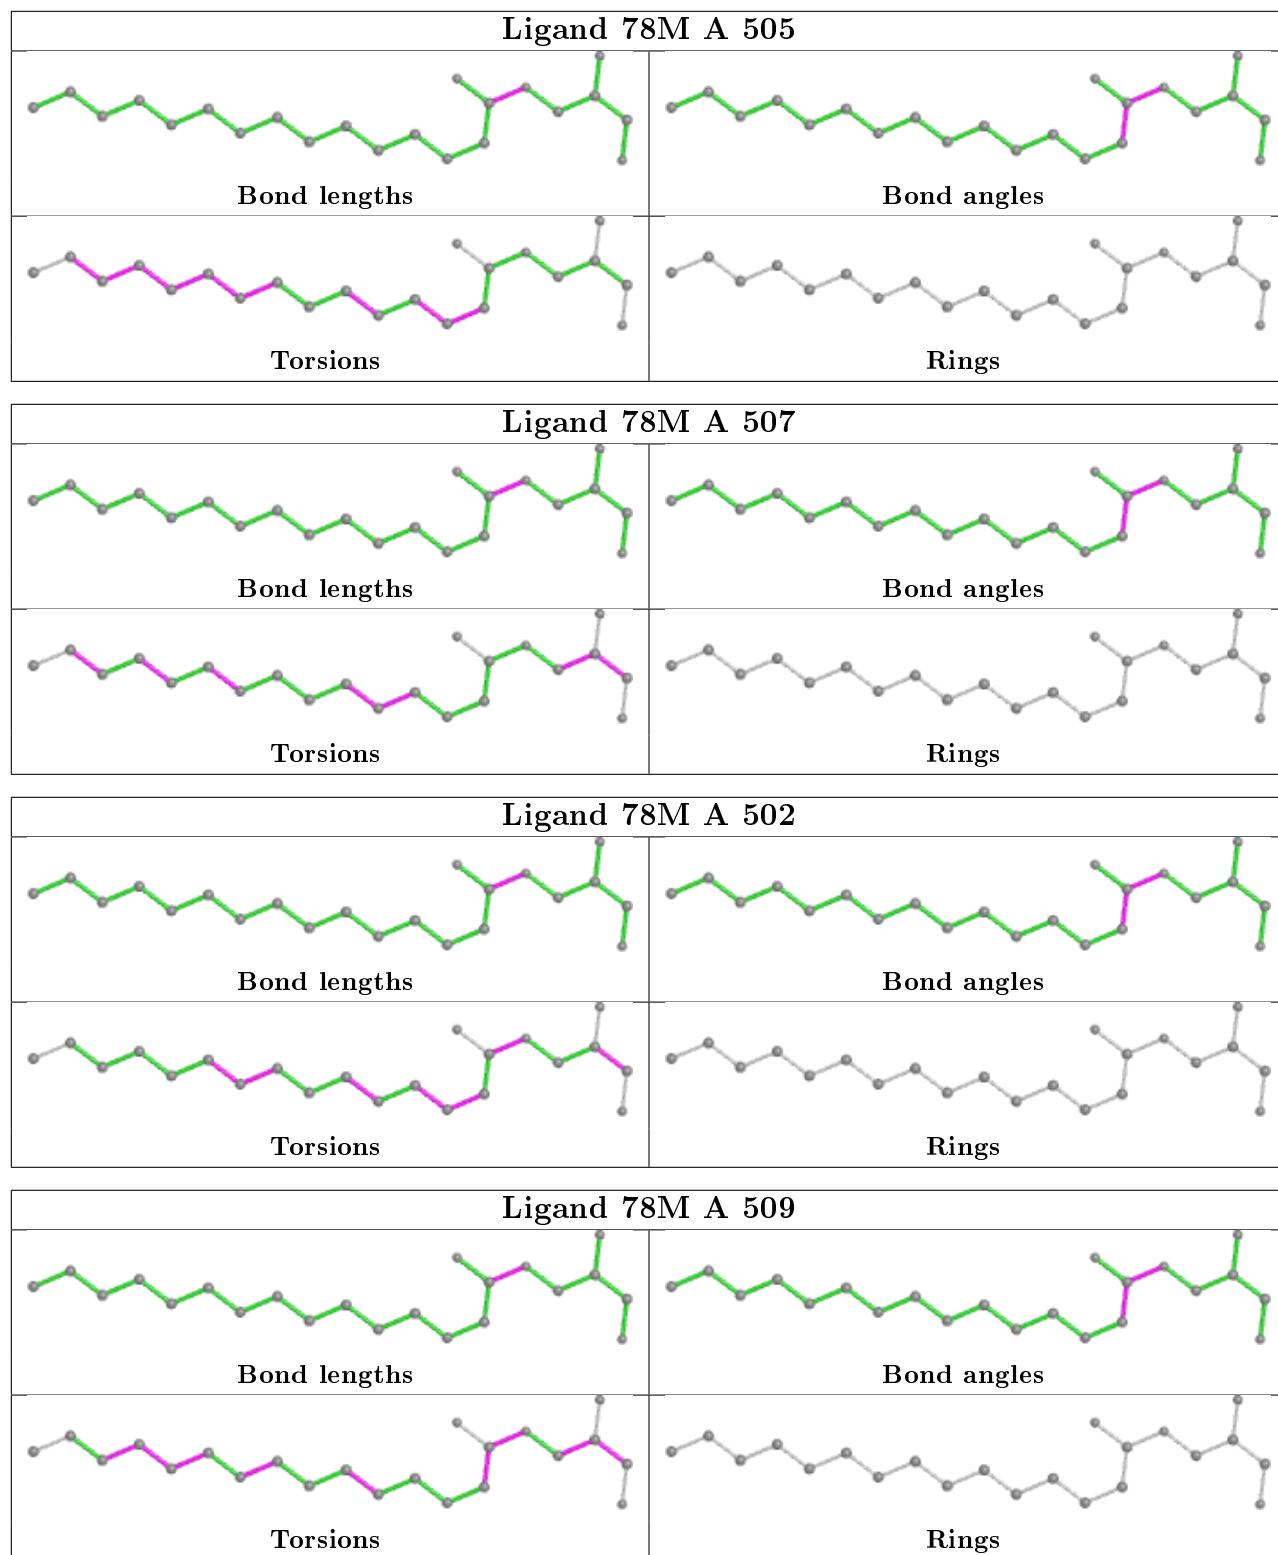 Ligand 78M A 505
Bond lengths Bond angles
Torsions Rings
Ligand 78M A 507
Bond lengths Bond angles
Torsions Rings
Ligand 78M A 502
Bond lengths Bond angles
Torsions Rings
Ligand 78M A 509
Bond lengths Bond angles
Torsions Rings